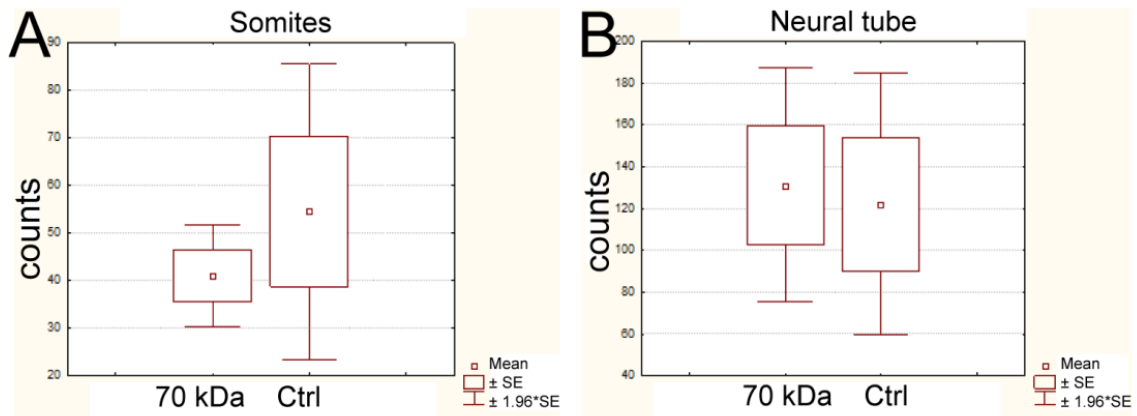 A
Somites
90
80
70
60
50
40
30
20
counts
70 kDa Ctrl
Mean
± SE
± 1.96*SE
B
Neural tube
200
180
160
140
120
100
80
60
40
counts
70 kDa Ctrl
Mean
± SE
± 1.96*SE